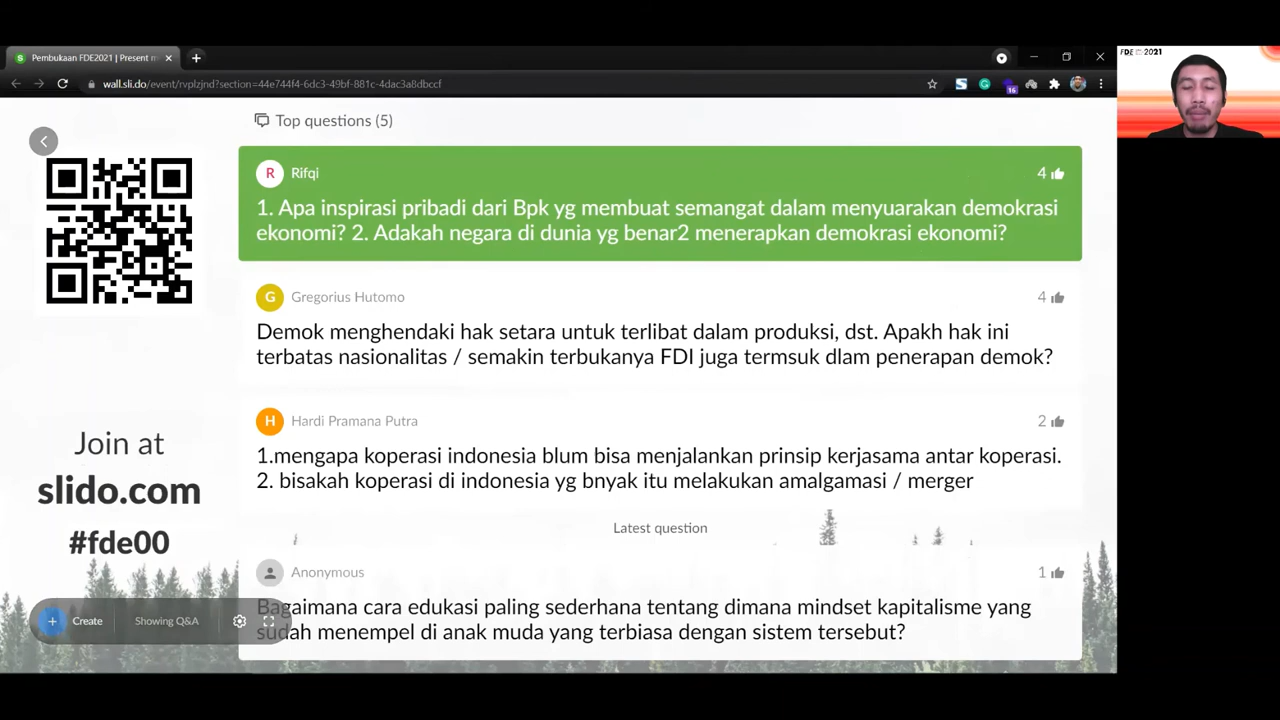 Pembukaan FDE2021 | Present m
wall.sli.do/event/rvplzjnd?section=44e744f4-6dc3-49bf-881c-4dac3a8dbccf
16
FDE 2021
Top questions (5)
R Rifqi 4
1. Apa inspirasi pribadi dari Bpk yg membuat semangat dalam menyuarakan demokrasi
ekonomi? 2. Adakah negara di dunia yg benar2 menerapkan demokrasi ekonomi?
G Gregorius Hutomo 4
Demok menghendaki hak setara untuk terlibat dalam produksi, dst. Apakh hak ini
terbatas nasionalitas / semakin terbukanya FDI juga termsuk dlam penerapan demok?
H Hardi Pramana Putra 2
1.mengapa koperasi indonesia blum bisa menjalankan prinsip kerjasama antar koperasi.
2. bisakah koperasi di indonesia yg bnyak itu melakukan amalgamasi / merger
Latest question
Anonymous 1
Bagaimana cara edukasi paling sederhana tentang dimana mindset kapitalisme yang
sudah menempel di anak muda yang terbiasa dengan sistem tersebut?
Join at
slido.com
#fde00
Create Showing Q&A